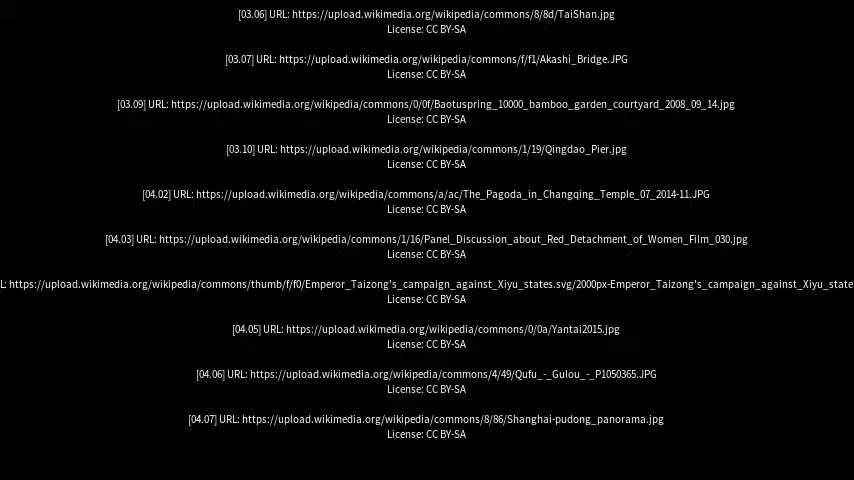 [03.06] URL: https://upload.wikimedia.org/wikipedia/commons/8/8d/TaiShan.jpg
License: CC BY-SA
[03.07] URL: https://upload.wikimedia.org/wikipedia/commons/f/f1/Akashi_Bridge.JPG
License: CC BY-SA
[03.09] URL: https://upload.wikimedia.org/wikipedia/commons/0/0f/Baotuspring_10000_bamboo_garden_courtyard_2008_09_14.jpg
License: CC BY-SA
[03.10] URL: https://upload.wikimedia.org/wikipedia/commons/1/19/Qingdao_Pier.jpg
License: CC BY-SA
[04.02] URL: https://upload.wikimedia.org/wikipedia/commons/a/ac/The_Pagoda_in_Changqing_Temple_07_2014-11.JPG
License: CC BY-SA
[04.03] URL: https://upload.wikimedia.org/wikipedia/commons/1/16/Panel_Discussion_about_Red_Detachment_of_Women_Film_030.jpg
License: CC BY-SA
L: https://upload.wikimedia.org/wikipedia/commons/thumb/f/f0/Emperor_Taizong's_campaign_against_Xiyu_states.svg/2000px-Emperor_Taizong's_campaign_against_Xiyu_state
License: CC BY-SA
[04.05] URL: https://upload.wikimedia.org/wikipedia/commons/0/0a/Yantai2015.jpg
License: CC BY-SA
[04.06] URL: https://upload.wikimedia.org/wikipedia/commons/4/49/Qufu_-_Gulou_-_P1050365.JPG
License: CC BY-SA
[04.07] URL: https://upload.wikimedia.org/wikipedia/commons/8/86/Shanghai-pudong_panorama.jpg
License: CC BY-SA